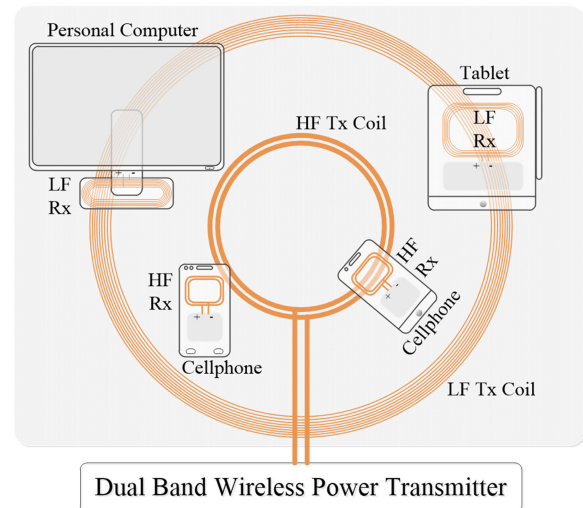 Personal Computer
Tablet
HF Tx Coil
LF
Rx
+ -
+ -
LF
Rx
HF
Rx
+ -
HF
Rx
+ -
Cellphone
Cellphone
LF Tx Coil
Dual Band Wireless Power Transmitter